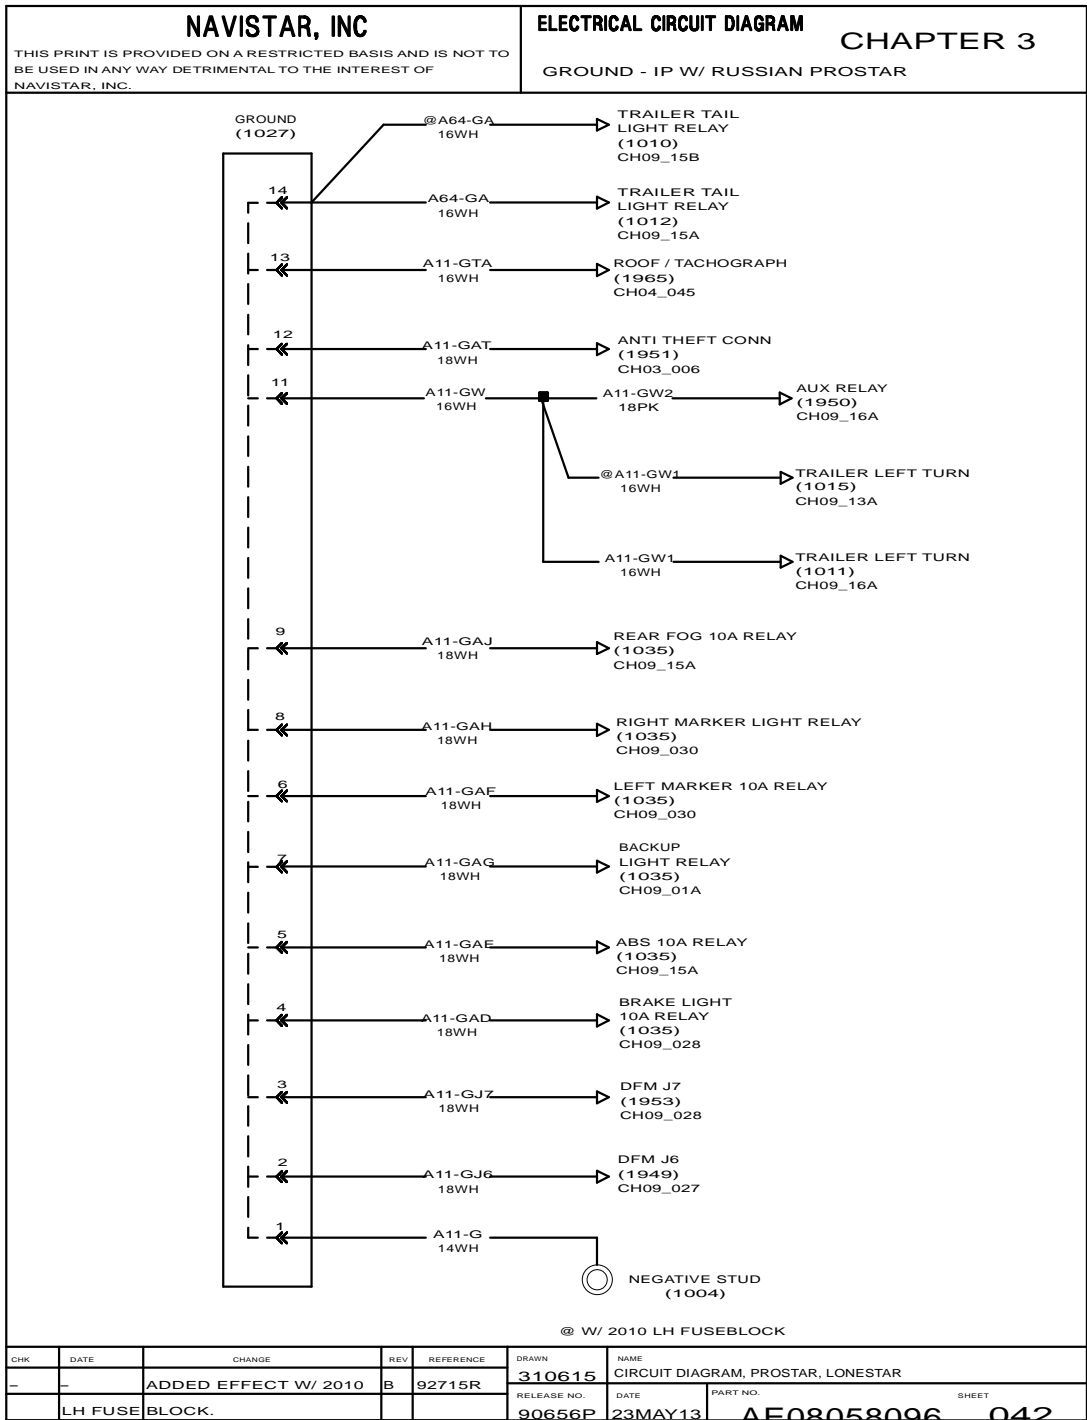 NAVISTAR, INC
THIS PRINT IS PROVIDED ON A RESTRICTED BASIS AND IS NOT TO
BE USED IN ANY WAY DETRIMENTAL TO THE INTEREST OF
NAVISTAR, INC.
ELECTRICAL CIRCUIT DIAGRAM
CHAPTER 3
GROUND - IP W/ RUSSIAN PROSTAR
GROUND
(1027)
@A64-GA
16WH
TRAILER TAIL
LIGHT RELAY
(1010)
CH09_15B
14
A64-GA
16WH
TRAILER TAIL
LIGHT RELAY
(1012)
CH09_15A
13
A11-GTA
16WH
ROOF / TACHOGRAPH
(1965)
CH04_045
12
A11-GAT
18WH
ANTI THEFT CONN
(1951)
CH03_006
11
A11-GW
16WH
A11-GW2
18PK
AUX RELAY
(1950)
CH09_16A
@A11-GW1
16WH
TRAILER LEFT TURN
(1015)
CH09_13A
A11-GW1
16WH
TRAILER LEFT TURN
(1011)
CH09_16A
9
A11-GAJ
18WH
REAR FOG 10A RELAY
(1035)
CH09_15A
8
A11-GAH
18WH
RIGHT MARKER LIGHT RELAY
(1035)
CH09_030
6
A11-GAF
18WH
LEFT MARKER 10A RELAY
(1035)
CH09_030
7
A11-GAG
18WH
BACKUP
LIGHT RELAY
(1035)
CH09_01A
5
A11-GAE
18WH
ABS 10A RELAY
(1035)
CH09_15A
4
A11-GAD
18WH
BRAKE LIGHT
10A RELAY
(1035)
CH09_028
3
A11-GJ7
18WH
DFM J7
(1953)
CH09_028
2
A11-GJ6
18WH
DFM J6
(1949)
CH09_027
1
A11-G
14WH
NEGATIVE STUD
(1004)
@ W/ 2010 LH FUSEBLOCK
CHK DATE CHANGE REV REFERENCE
– – ADDED EFFECT W/ 2010 B 92715R
LH FUSE BLOCK.
DRAWN
310615
NAME
CIRCUIT DIAGRAM, PROSTAR, LONESTAR
RELEASE NO.
90656P
DATE
23MAY13
PART NO.
AE08058096
SHEET
042